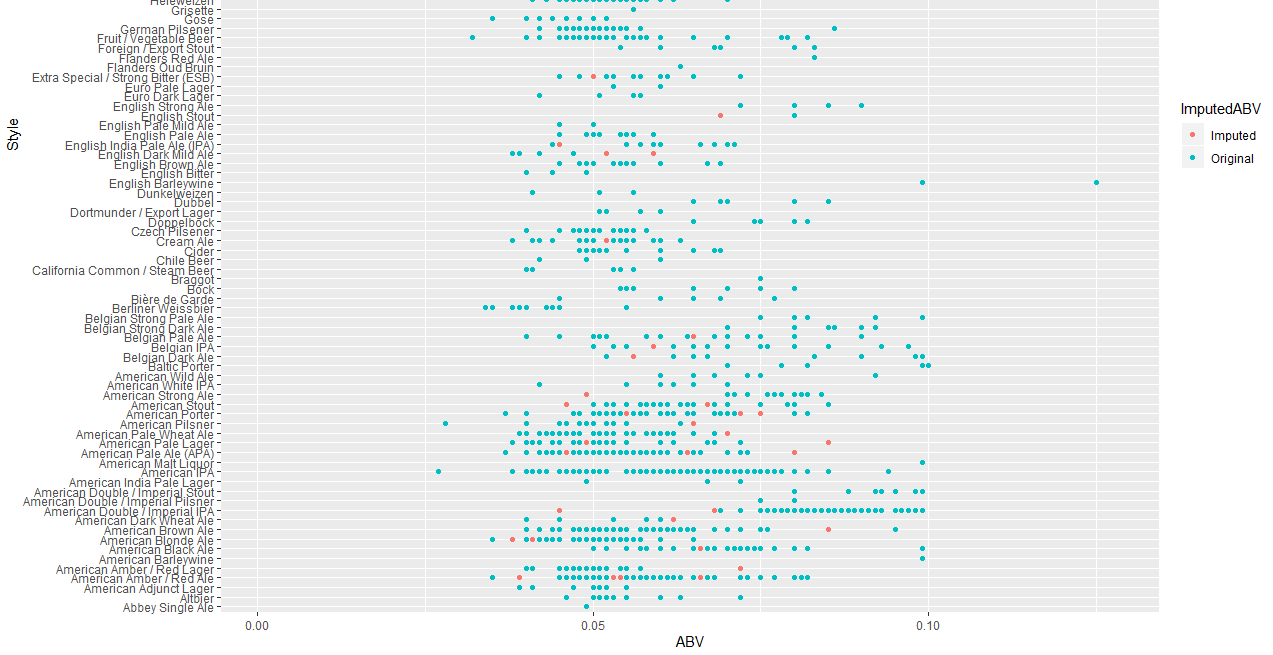 Hefeweizen
Grisette
Gose
German Pilsener
Fruit / Vegetable Beer
Foreign / Export Stout
Flanders Red Ale
Flanders Oud Bruin
Extra Special / Strong Bitter (ESB)
Euro Pale Lager
Euro Dark Lager
English Strong Ale
English Stout
English Pale Mild Ale
English Pale Ale
English India Pale Ale (IPA)
English Dark Mild Ale
English Brown Ale
English Bitter
English Barleywine
Dunkelweizen
Dubbel
Dortmunder / Export Lager
Doppelbock
Czech Pilsener
Cream Ale
Cider
Chile Beer
California Common / Steam Beer
Braggot
Bock
Bière de Garde
Berliner Weissbier
Belgian Strong Pale Ale
Belgian Strong Dark Ale
Belgian Pale Ale
Belgian IPA
Belgian Dark Ale
Baltic Porter
American Wild Ale
American White IPA
American Strong Ale
American Stout
American Porter
American Pilsner
American Pale Wheat Ale
American Pale Lager
American Pale Ale (APA)
American Malt Liquor
American IPA
American India Pale Lager
American Double / Imperial Stout
American Double / Imperial Pilsner
American Double / Imperial IPA
American Dark Wheat Ale
American Brown Ale
American Blonde Ale
American Black Ale
American Barleywine
American Amber / Red Lager
American Amber / Red Ale
American Adjunct Lager
Altbier
Abbey Single Ale
Style
0.00
0.05
0.10
ABV
ImputedABV
Imputed
Original